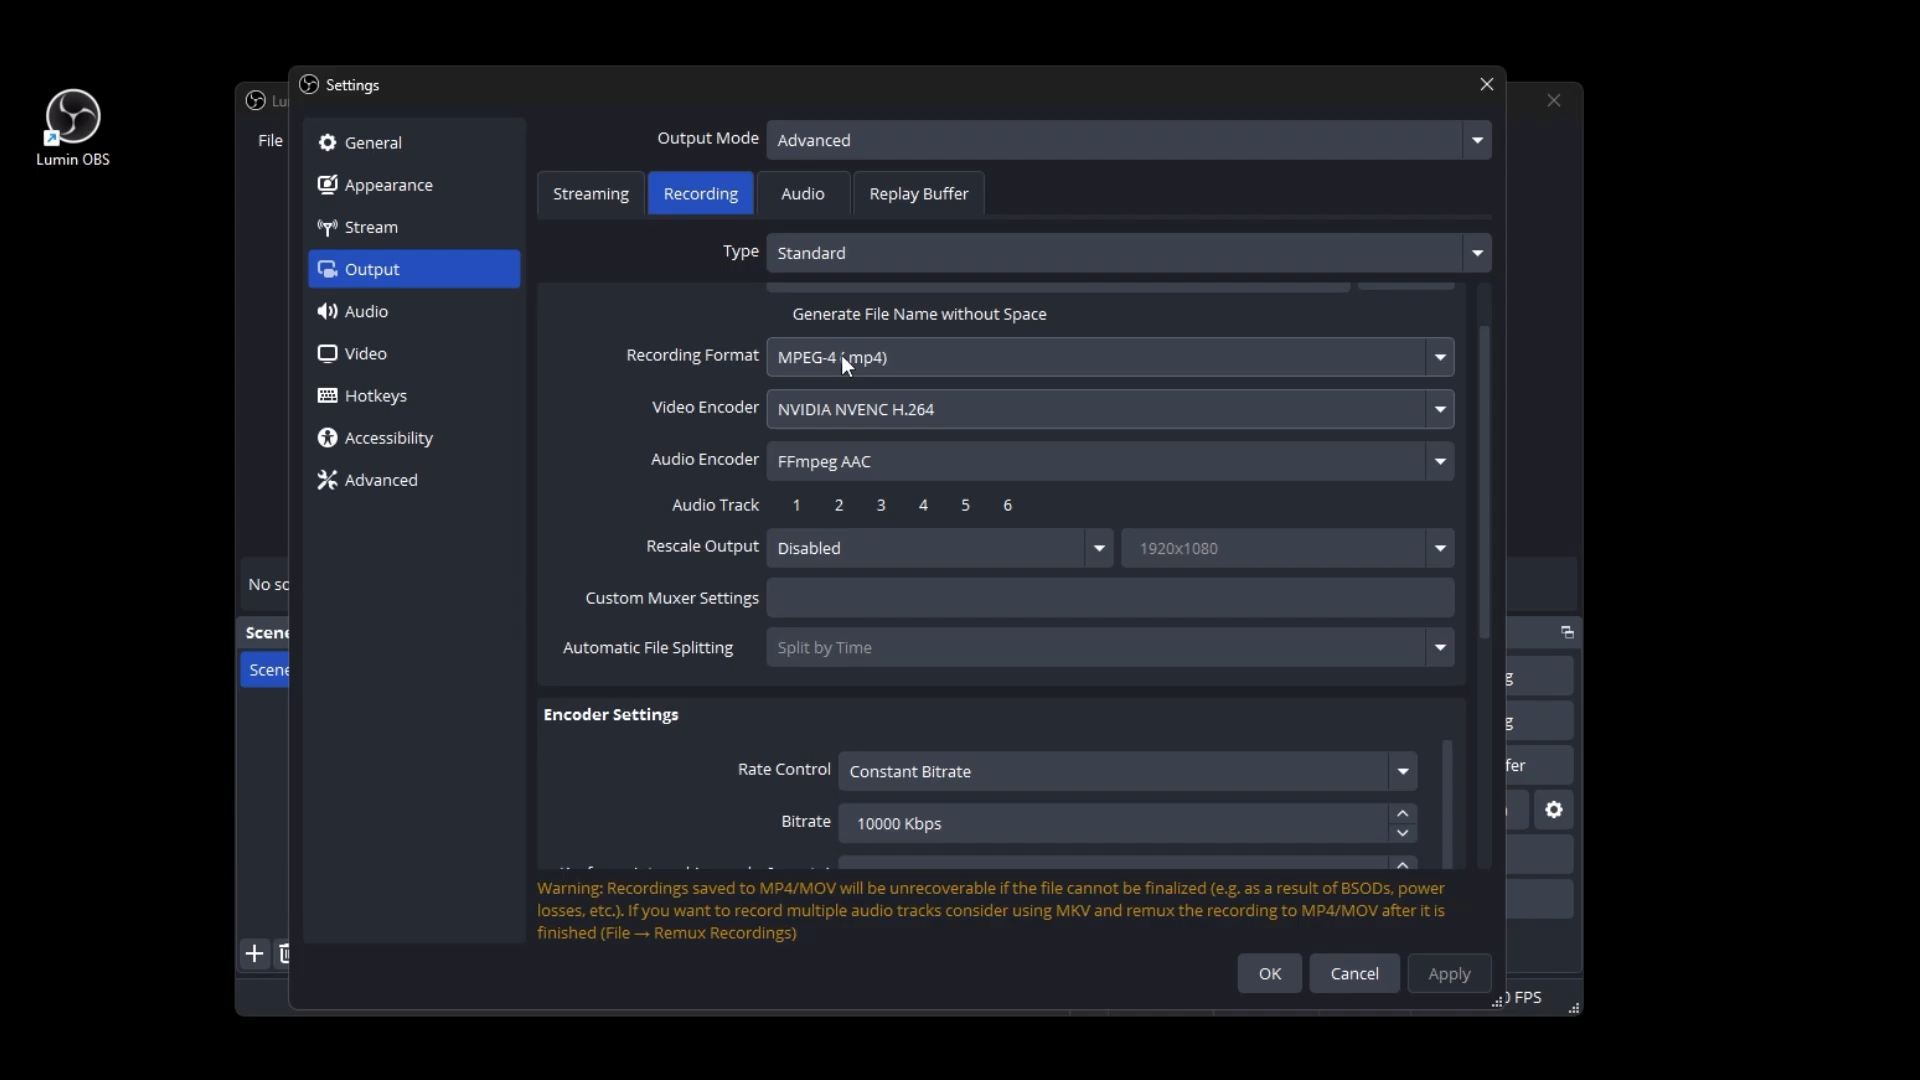 Lumin OBS
Lu
File
No sc
Scene
Scene
Settings
General
Appearance
Stream
Output
Audio
Video
Hotkeys
Accessibility
Advanced
Output Mode
Advanced
Streaming
Recording
Audio
Replay Buffer
Type
Standard
Generate File Name without Space
Recording Format
MPEG-4 (.mp4)
Video Encoder
NVIDIA NVENC H.264
Audio Encoder
FFmpeg AAC
Audio Track
1 2 3 4 5 6
Rescale Output
Disabled
1920x1080
Custom Muxer Settings
Automatic File Splitting
Split by Time
Encoder Settings
Rate Control
Constant Bitrate
Bitrate
10000 Kbps
Warning: Recordings saved to MP4/MOV will be unrecoverable if the file cannot be finalized (e.g. as a result of BSODs, power
losses, etc.). If you want to record multiple audio tracks consider using MKV and remux the recording to MP4/MOV after it is
finished (File → Remux Recordings)
OK
Cancel
Apply
g
g
fer
0 FPS